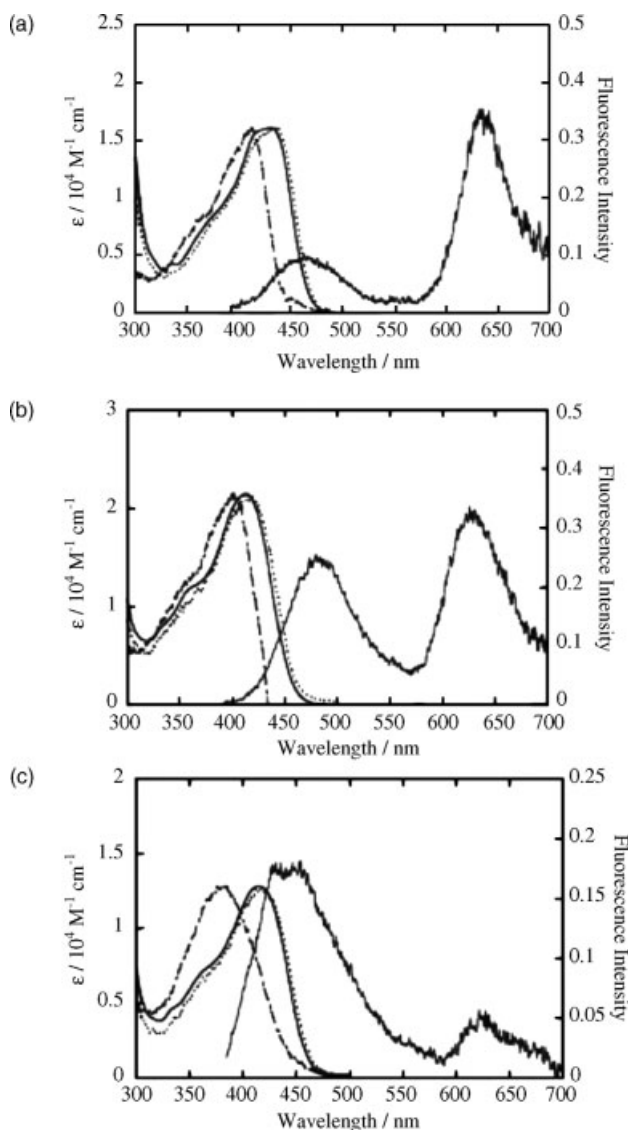 (a)
2.5
2
1.5
1
0.5
0
ε / 10⁴ M⁻¹ cm⁻¹
0.5
0.4
0.3
0.2
0.1
0
Fluorescence Intensity
300 350 400 450 500 550 600 650 700
Wavelength / nm
(b)
3
2
1
0
ε / 10⁴ M⁻¹ cm⁻¹
0.5
0.4
0.3
0.2
0.1
0
Fluorescence Intensity
300 350 400 450 500 550 600 650 700
Wavelength / nm
(c)
2
1.5
1
0.5
0
ε / 10⁴ M⁻¹ cm⁻¹
0.25
0.2
0.15
0.1
0.05
0
Fluorescence Intensity
300 350 400 450 500 550 600 650 700
Wavelength / nm